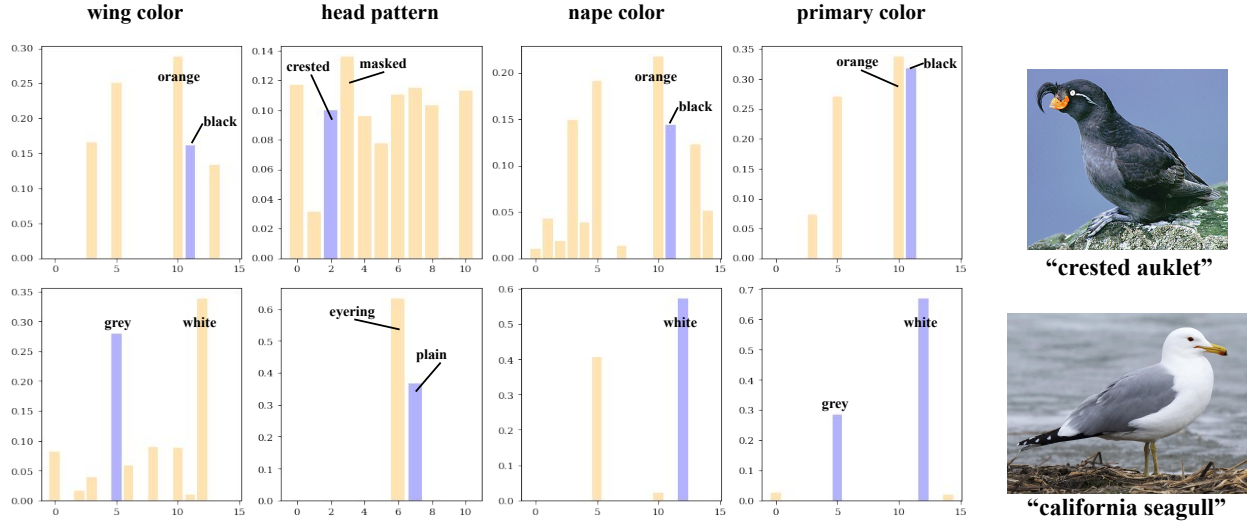 wing color
head pattern
nape color
primary color
0.30
0.25
0.20
0.15
0.10
0.05
0.00
0 5 10 15
orange
black
0.14
0.12
0.10
0.08
0.06
0.04
0.02
0.00
0 2 4 6 8 10
crested
masked
0.20
0.15
0.10
0.05
0.00
0 5 10 15
orange
black
0.35
0.30
0.25
0.20
0.15
0.10
0.05
0.00
0 5 10 15
orange
black
“crested auklet”
0.35
0.30
0.25
0.20
0.15
0.10
0.05
0.00
0 5 10 15
grey
white
0.6
0.5
0.4
0.3
0.2
0.1
0.0
0 2 4 6 8 10
eyering
plain
0.6
0.5
0.4
0.3
0.2
0.1
0.0
0 5 10 15
white
0.7
0.6
0.5
0.4
0.3
0.2
0.1
0.0
0 5 10 15
grey
white
“california seagull”